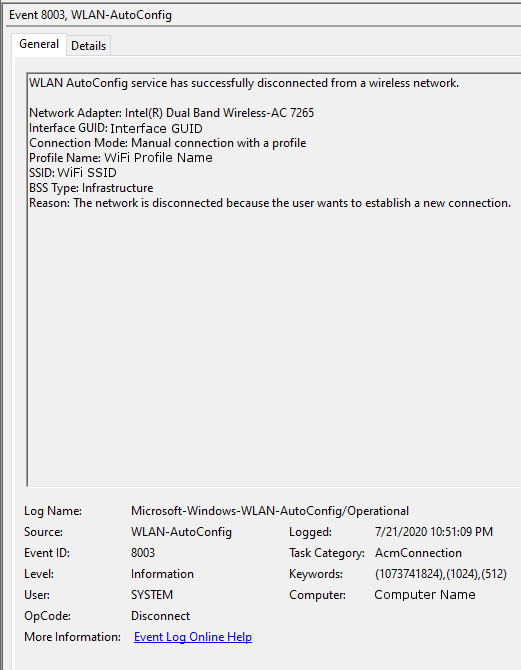 Event 8003, WLAN-AutoConfig
General Details
WLAN AutoConfig service has successfully disconnected from a wireless network.
Network Adapter: Intel(R) Dual Band Wireless-AC 7265
Interface GUID: Interface GUID
Connection Mode: Manual connection with a profile
Profile Name: WiFi Profile Name
SSID: WiFi SSID
BSS Type: Infrastructure
Reason: The network is disconnected because the user wants to establish a new connection.
Log Name: Microsoft-Windows-WLAN-AutoConfig/Operational
Source: WLAN-AutoConfig Logged: 7/21/2020 10:51:09 PM
Event ID: 8003 Task Category: AcmConnection
Level: Information Keywords: (1073741824),(1024),(512)
User: SYSTEM Computer: Computer Name
OpCode: Disconnect
More Information: Event Log Online Help